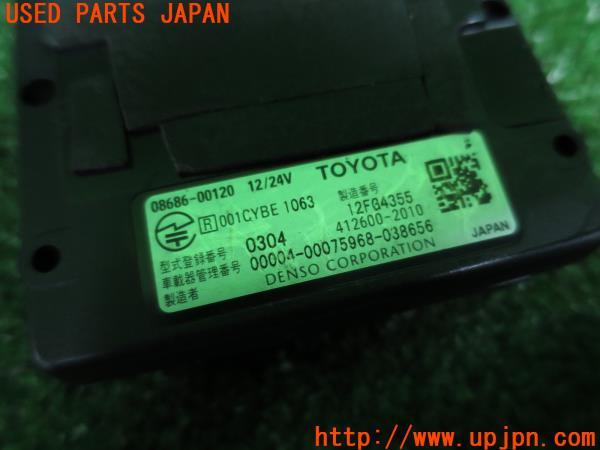 USED PARTS JAPAN
08686-00120 12/24V TOYOTA
R 001CYBE 1063 製造番号 12FG4355
0304 412600-2010
型式登録番号
車載器管理番号 00004-00075968-038656
製造者 DENSO CORPORATION JAPAN
www.upjpn.com